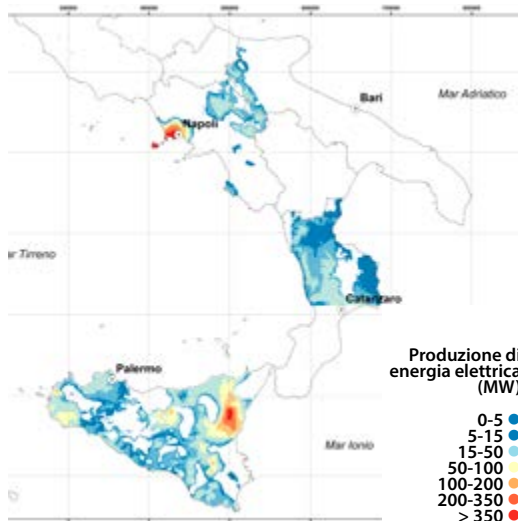 Bari
Mar Adriatico
Napoli
r Tirreno
Catanzaro
Palermo
Mar Ionio
Produzione di
energia elettrica
(MW)
0-5
5-15
15-50
50-100
100-200
200-350
> 350